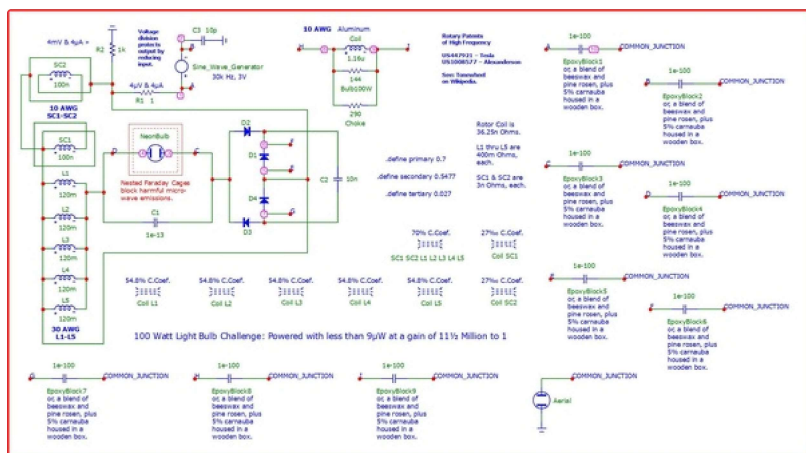 4mV & 4µA =
R2
1k
Voltage
division
protects
output by
reducing
input.
C3 10p
B
Sine_Wave_Generator
30k Hz, 3V
A
4µV & 4µA
R1 1
SC2
100n
10 AWG
SC1-SC2
10 AWG Aluminum
Coil
H
I
1.16u
144
Bulb100W
290
Choke
Rotary Patents
of High Frequency
US447921 - Tesla
US1008577 - Alexanderson
See: Tonewheel
on Wikipedia.
Rotor Coil is
36.25n Ohms.
L1 thru L5 are
400m Ohms,
each.
SC1 & SC2 are
3n Ohms, each.
SC1
100n
L1
120m
L2
120m
L3
120m
L4
120m
L5
120m
30 AWG
L1-L5
NeonBulb
D
C
Nested Faraday Cages
block harmful micro-
wave emissions.
C1
1e-13
D2
D1
D4
D3
F
E
G
C2
10n
.define primary 0.7
.define secondary 0.5477
.define tertiary 0.027
70% C.Coef.
SC1 SC2 L1 L2 L3 L4 L5
27‰ C.Coef.
Coil SC1
54.8% C.Coef.
Coil L1
54.8% C.Coef.
Coil L2
54.8% C.Coef.
Coil L3
54.8% C.Coef.
Coil L4
54.8% C.Coef.
Coil L5
27‰ C.Coef.
Coil SC2
100 Watt Light Bulb Challenge: Powered with less than 9µW at a gain of 11½ Million to 1
A
1e-100
COMMON_JUNCTION
EpoxyBlock1
or, a blend of
beeswax and
pine rosen, plus
5% carnauba
housed in a
wooden box.
B
1e-100
COMMON_JUNCTION
EpoxyBlock2
or, a blend of
beeswax and
pine rosen, plus
5% carnauba
housed in a
wooden box.
C
1e-100
COMMON_JUNCTION
EpoxyBlock3
or, a blend of
beeswax and
pine rosen, plus
5% carnauba
housed in a
wooden box.
D
1e-100
COMMON_JUNCTION
EpoxyBlock4
or, a blend of
beeswax and
pine rosen, plus
5% carnauba
housed in a
wooden box.
E
1e-100
COMMON_JUNCTION
EpoxyBlock5
or, a blend of
beeswax and
pine rosen, plus
5% carnauba
housed in a
wooden box.
F
1e-100
COMMON_JUNCTION
EpoxyBlock6
or, a blend of
beeswax and
pine rosen, plus
5% carnauba
housed in a
wooden box.
G
1e-100
COMMON_JUNCTION
EpoxyBlock7
or, a blend of
beeswax and
pine rosen, plus
5% carnauba
housed in a
wooden box.
H
1e-100
COMMON_JUNCTION
EpoxyBlock8
or, a blend of
beeswax and
pine rosen, plus
5% carnauba
housed in a
wooden box.
I
1e-100
COMMON_JUNCTION
EpoxyBlock9
or, a blend of
beeswax and
pine rosen, plus
5% carnauba
housed in a
wooden box.
COMMON_JUNCTION
Aerial